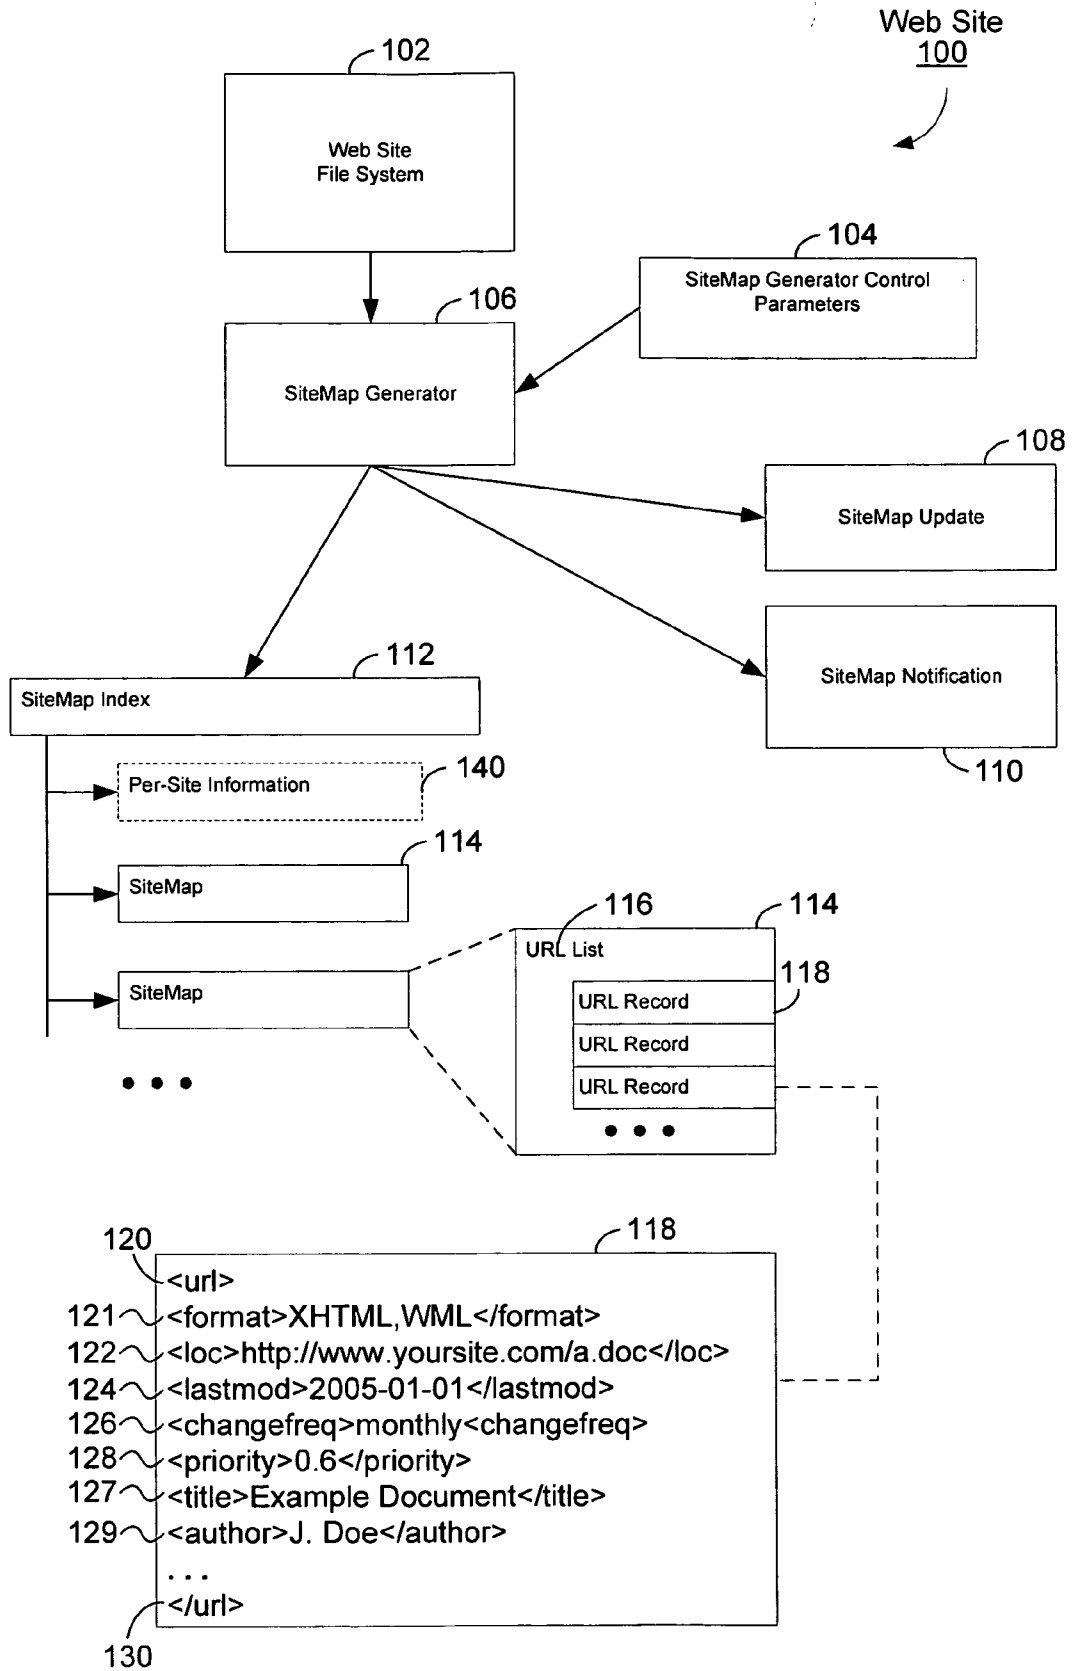 Web Site
100
102
Web Site
File System
104
SiteMap Generator Control
Parameters
106
SiteMap Generator
108
SiteMap Update
SiteMap Notification
110
112
SiteMap Index
Per-Site Information
140
114
SiteMap
SiteMap
116
114
URL List
118
URL Record
URL Record
URL Record
118
120
<url>
121
<format>XHTML,WML</format>
122
<loc>http://www.yoursite.com/a.doc</loc>
124
<lastmod>2005-01-01</lastmod>
126
<changefreq>monthly<changefreq>
128
<priority>0.6</priority>
127
<title>Example Document</title>
129
<author>J. Doe</author>
. . .
</url>
130